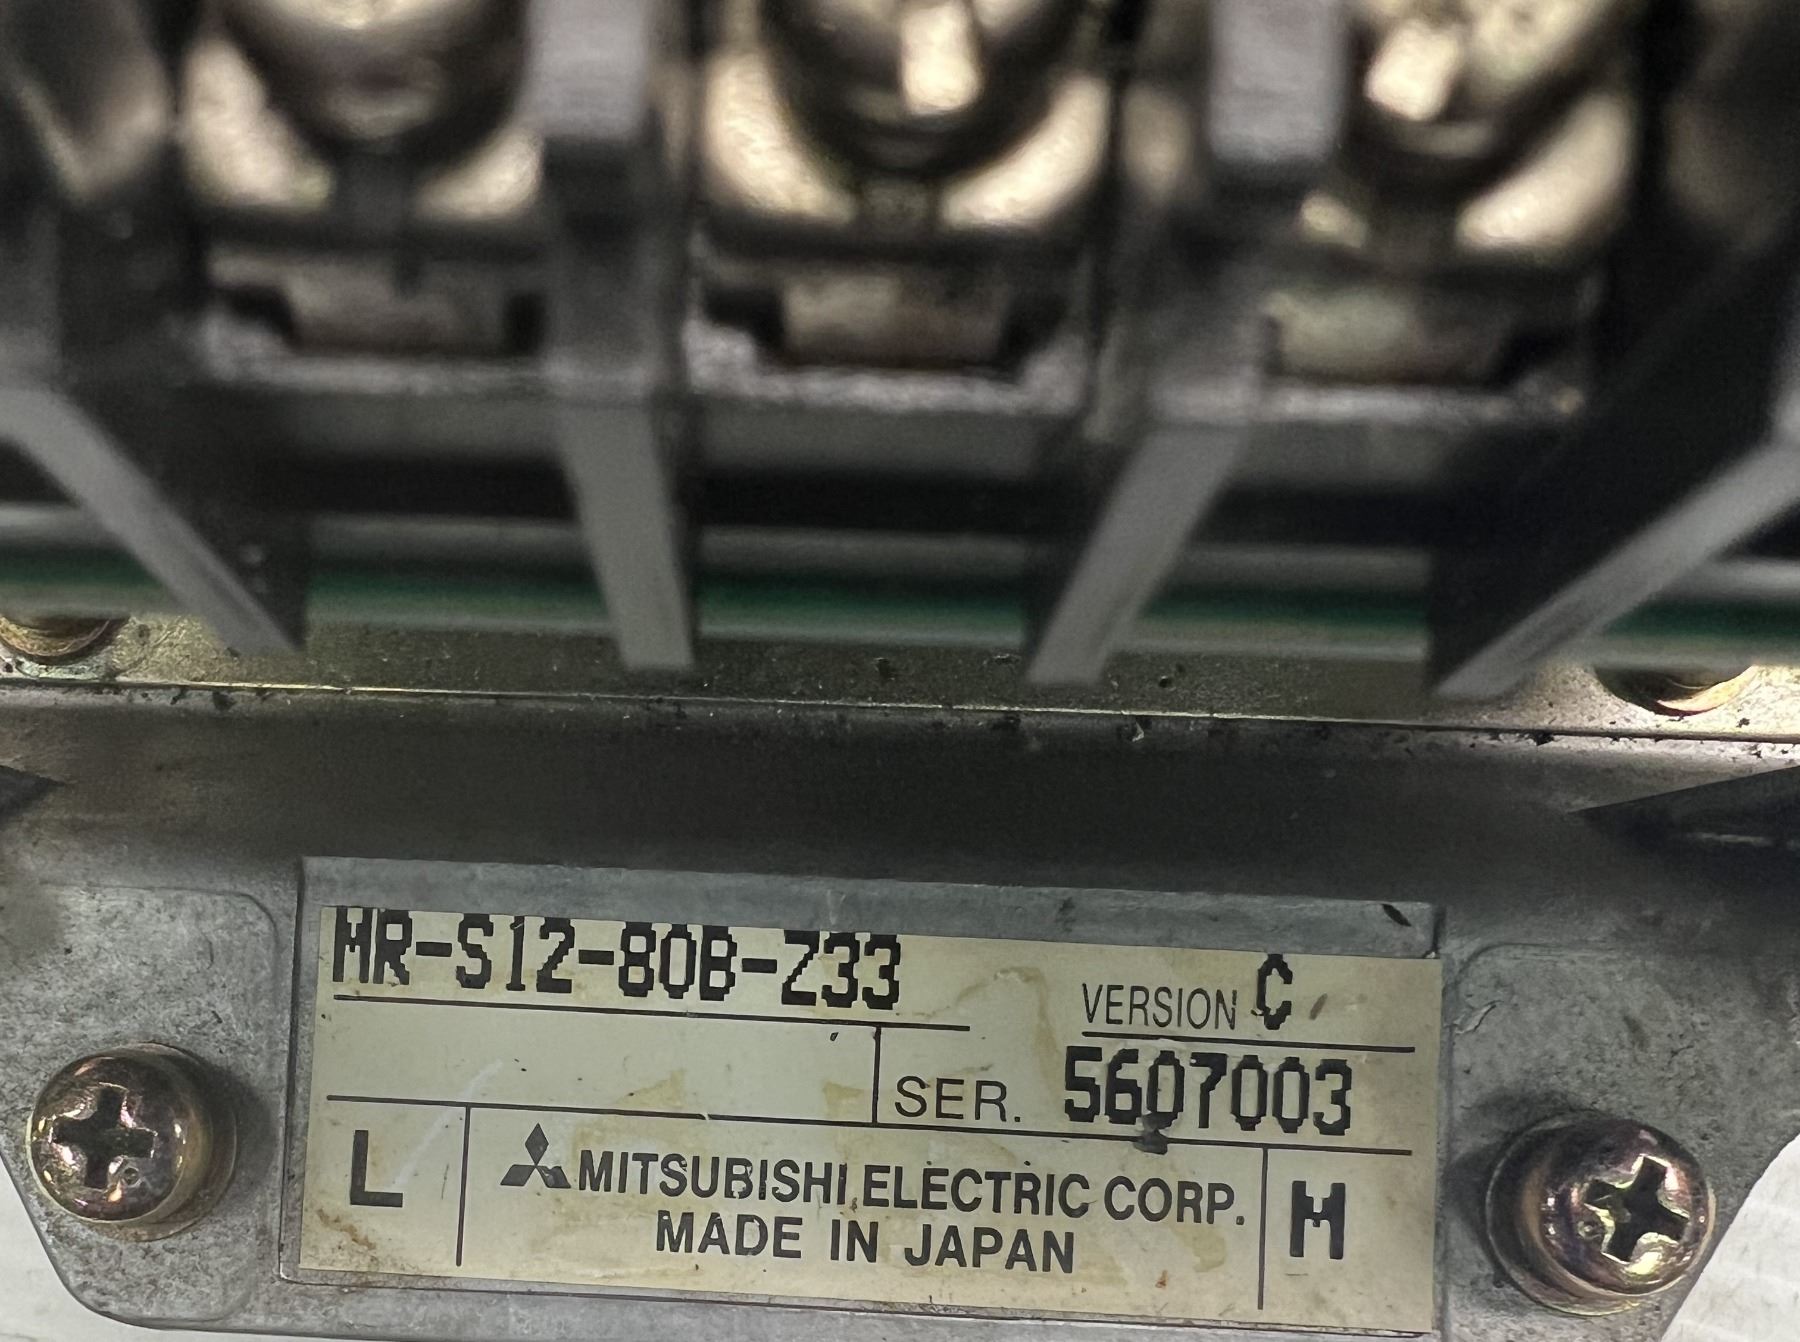 MR-S12-80B-Z33
VERSION C
SER. 5607003
L
MITSUBISHI ELECTRIC CORP.
MADE IN JAPAN
M